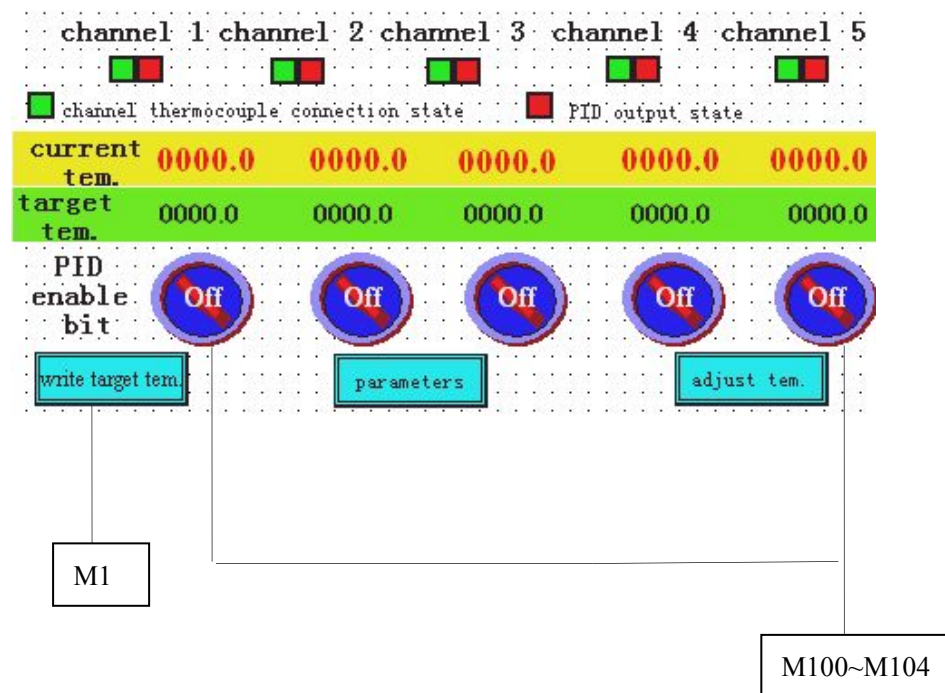 channel 1 channel 2 channel 3 channel 4 channel 5
channel thermocouple connection state PID output state
current tem. 0000.0 0000.0 0000.0 0000.0 0000.0
target tem. 0000.0 0000.0 0000.0 0000.0 0000.0
PID enable bit Off Off Off Off Off
write target tem. parameters adjust tem.
M1
M100~M104